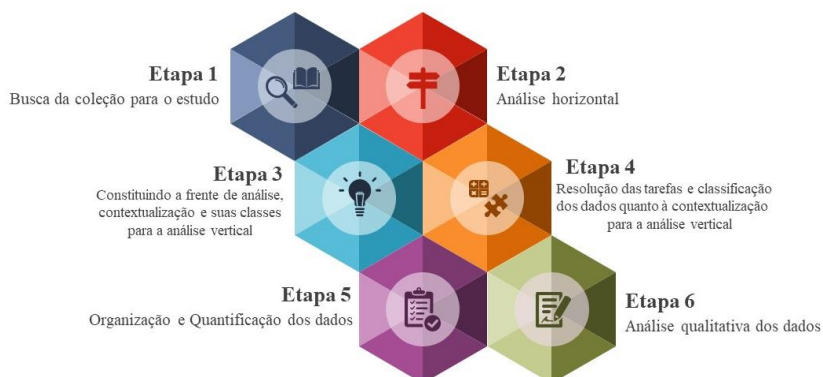 Etapa 1
Busca da coleção para o estudo
Etapa 2
Análise horizontal
Etapa 3
Constituindo a frente de análise,
contextualização e suas classes
para a análise vertical
Etapa 4
Resolução das tarefas e classificação
dos dados quanto à contextualização
para a análise vertical
Etapa 5
Organização e Quantificação dos dados
Etapa 6
Análise qualitativa dos dados